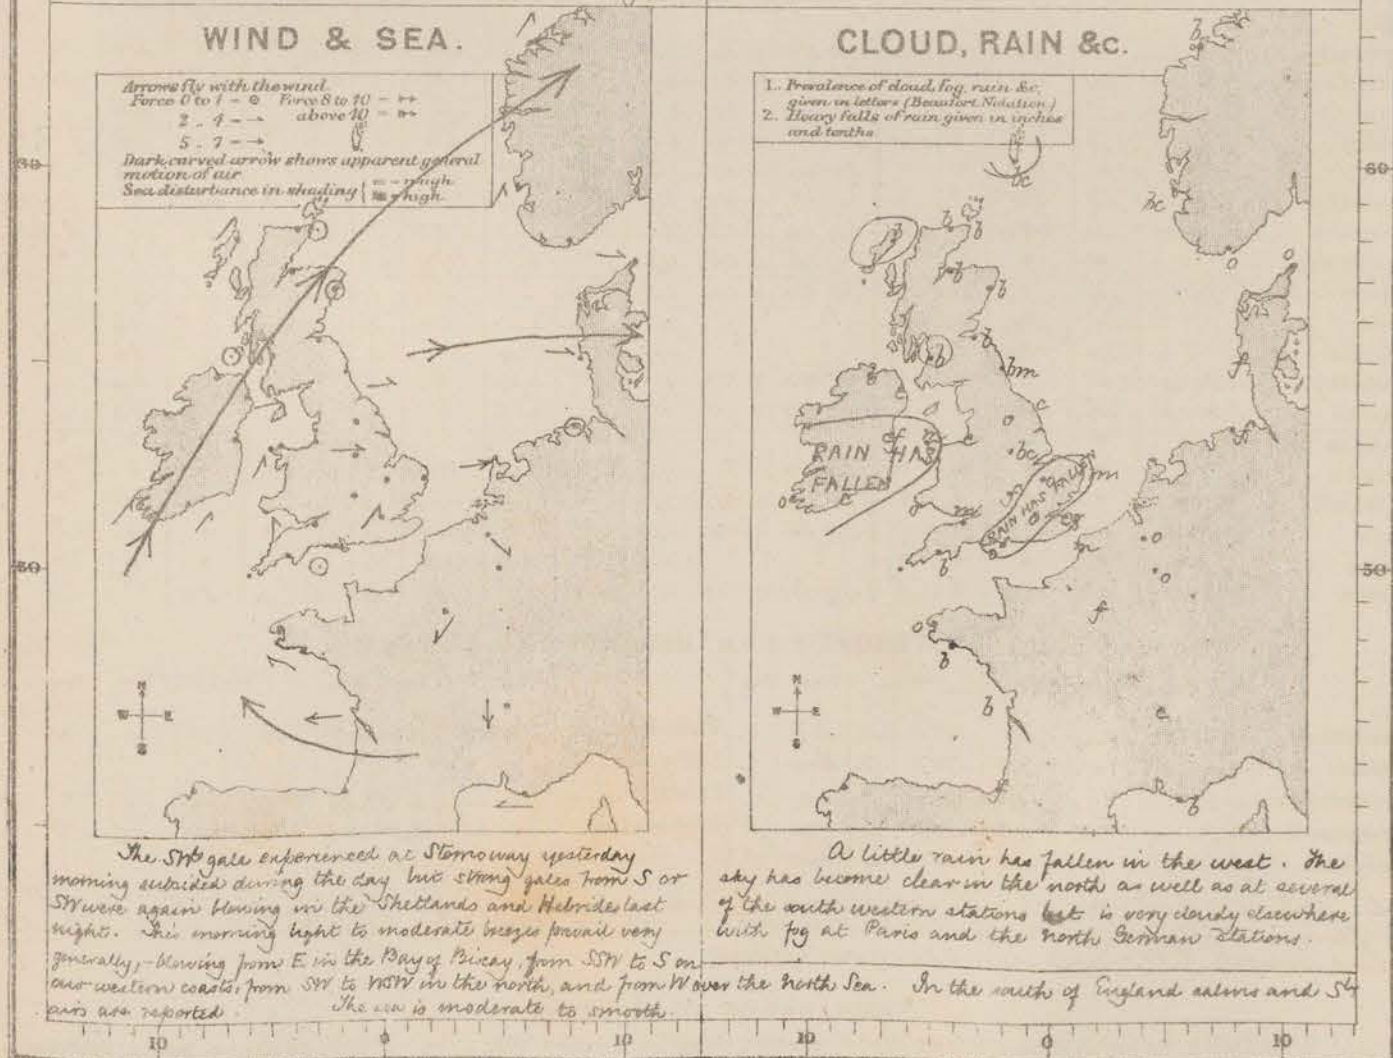 WIND & SEA.
Arrows fly with the wind.
Force 0 to 1 - ⊙ Force 8 to 10 - ↦
2 .. 4 - → above 10 -
5 .. 7 - →
Dark curved arrow shows apparent general
motion of air
Sea disturbance in shading { - rough
- high
60
50
N
W E
S
The SWly gale experienced at Stornoway yesterday
morning subsided during the day but strong gales from S or
SW were again blowing in the Shetlands and Hebrides last
night. This morning light to moderate breezes prevail very
generally, - blowing from E in the Bay of Biscay, from SSW to S on
our western coasts, from SW to WSW in the north, and from W over the North Sea. In the south of England calms and Sly
airs are reported. The sea is moderate to smooth.
10 0 10
CLOUD, RAIN &c.
1.. Prevalence of cloud, fog, rain &c,
given in letters (Beaufort Notation)
2.. Heavy falls of rain given in inches
and tenths
60
bc
b
b
b
b
b
b
b
bm
c
o
bc
m
RAIN HAS
FALLEN
RAIN HAS FALLEN
o
f
b
c
50
N
W E
S
A little rain has fallen in the west. The
sky has become clear in the north as well as at several
of the south western stations but is very cloudy elsewhere
with fog at Paris and the North German Stations.
10 0 10